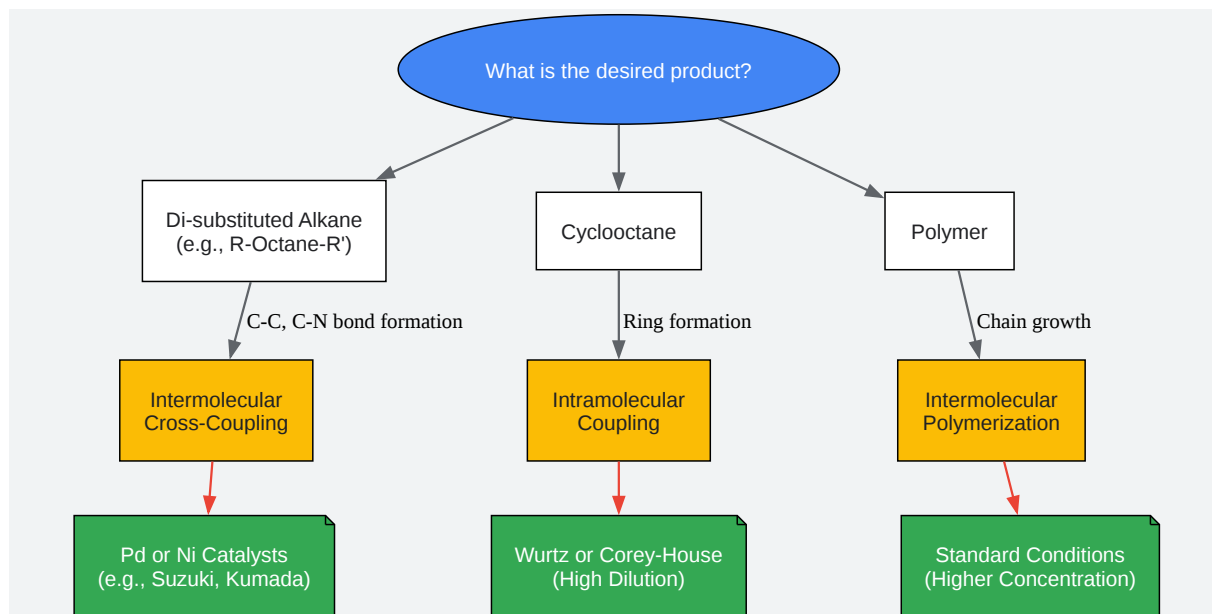 What is the desired product?
Di-substituted Alkane
(e.g., R-Octane-R')
Cyclooctane
Polymer
C-C, C-N bond formation
Ring formation
Chain growth
Intermolecular
Cross-Coupling
Intramolecular
Coupling
Intermolecular
Polymerization
Pd or Ni Catalysts
(e.g., Suzuki, Kumada)
Wurtz or Corey-House
(High Dilution)
Standard Conditions
(Higher Concentration)